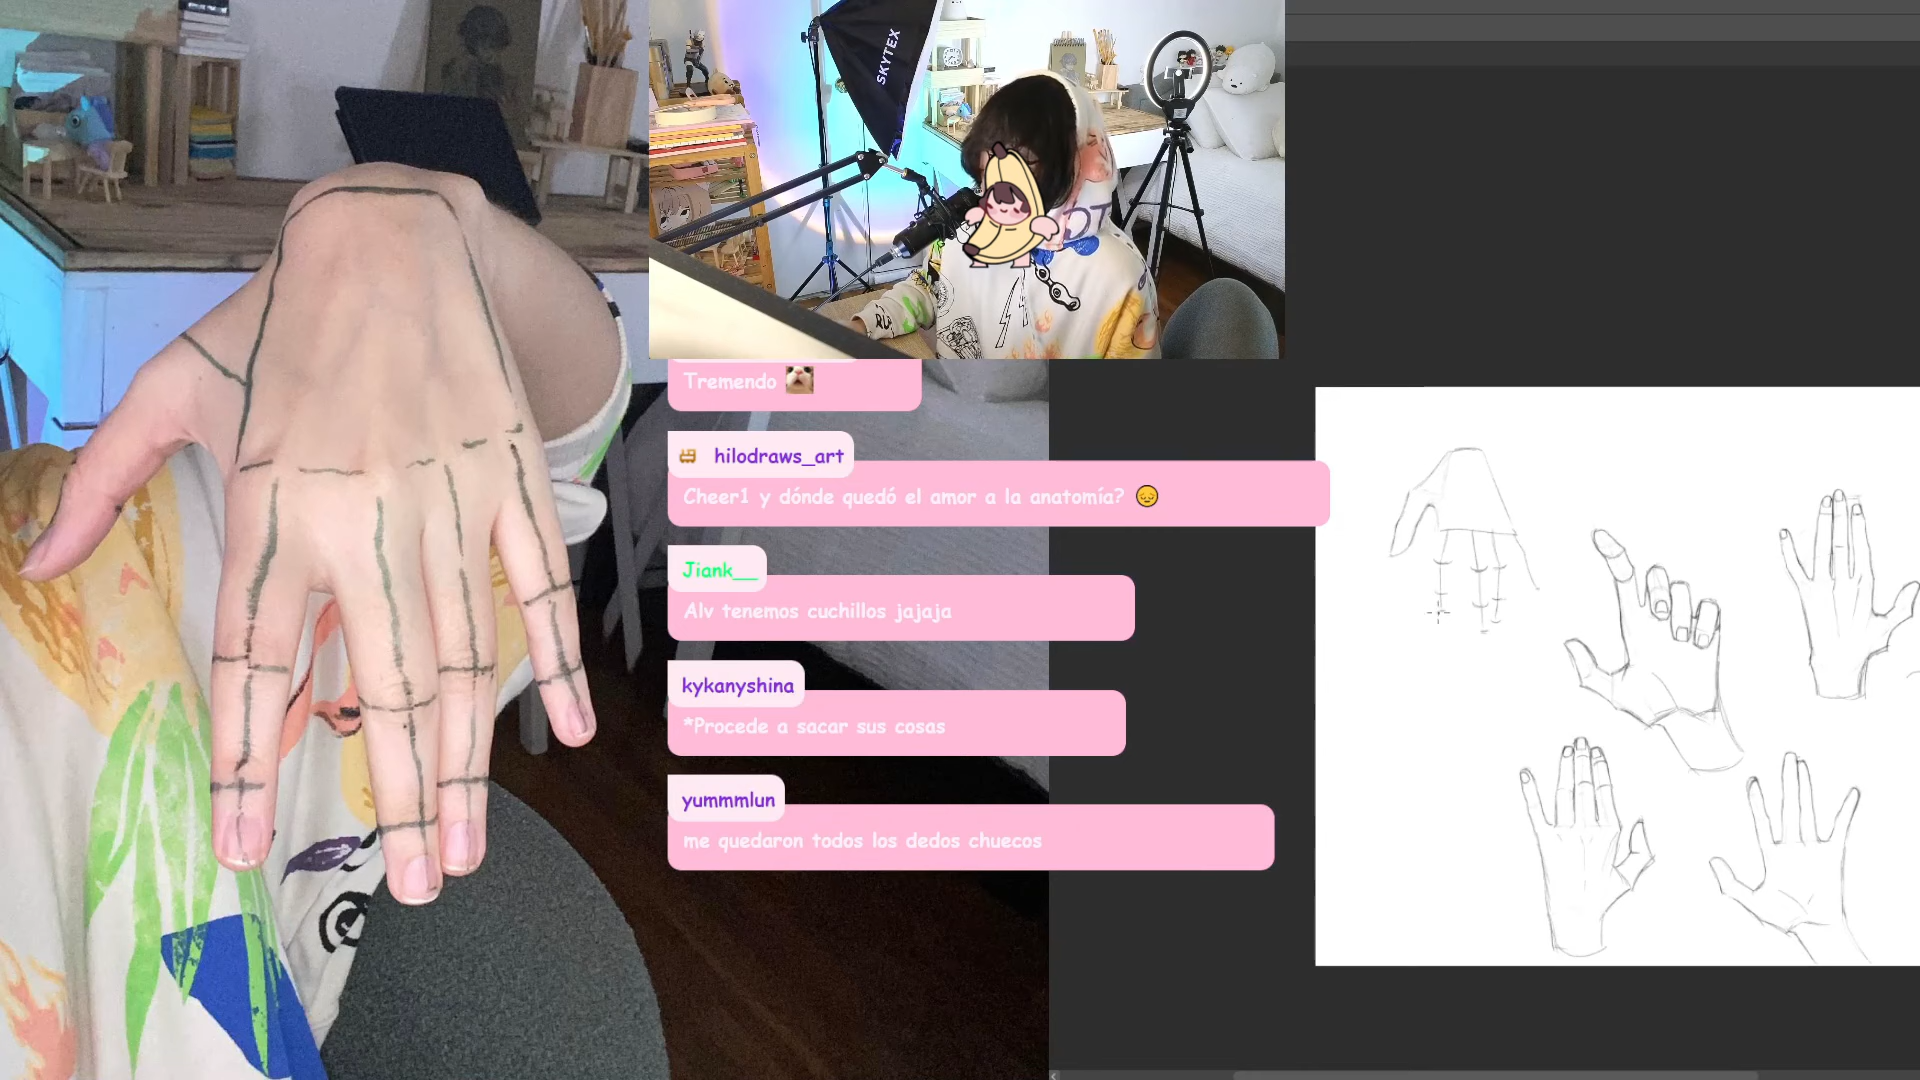 SKYTEX
Tremendo
hilodraws_art
Cheer1 y dónde quedó el amor a la anatomía?
Jiank__
Alv tenemos cuchillos jajaja
kykanyshina
*Procede a sacar sus cosas
yummmlun
me quedaron todos los dedos chuecos